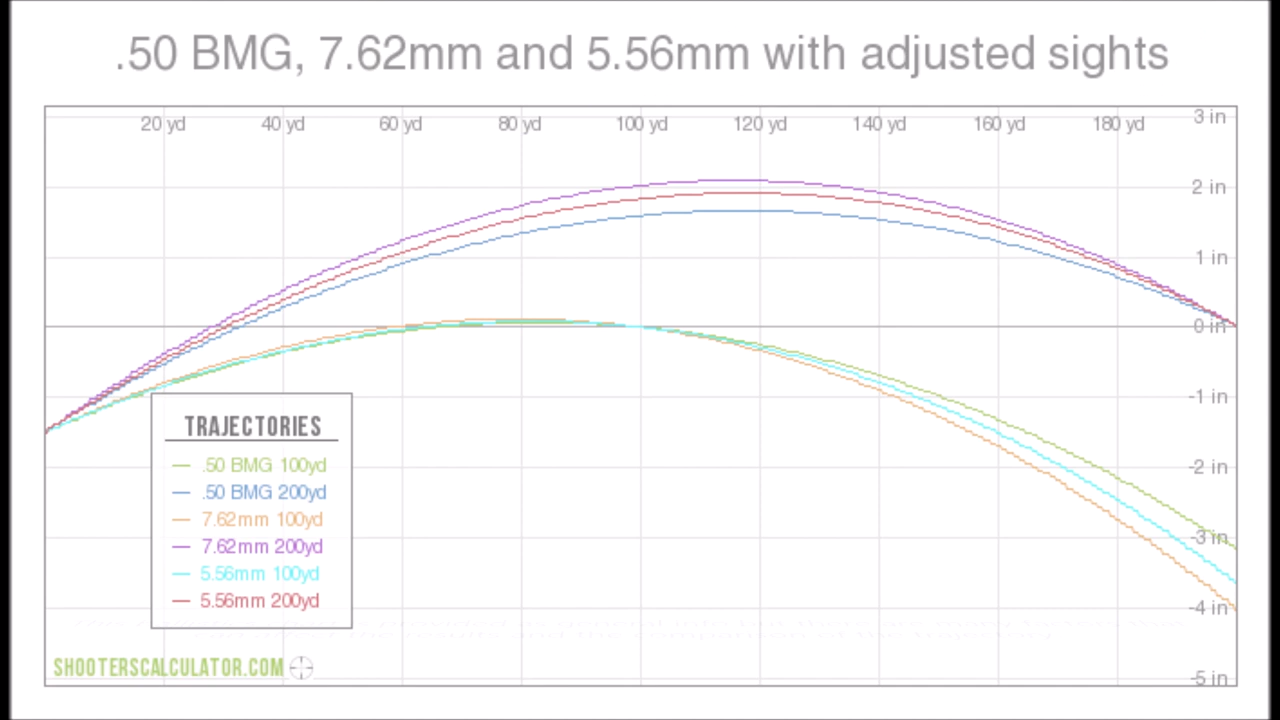 .50 BMG, 7.62mm and 5.56mm with adjusted sights
20 yd 40 yd 60 yd 80 yd 100 yd 120 yd 140 yd 160 yd 180 yd
3 in
2 in
1 in
0 in
-1 in
-2 in
-3 in
-4 in
-5 in
TRAJECTORIES
.50 BMG 100yd
.50 BMG 200yd
7.62mm 100yd
7.62mm 200yd
5.56mm 100yd
5.56mm 200yd
SHOOTERSCALCULATOR.COM